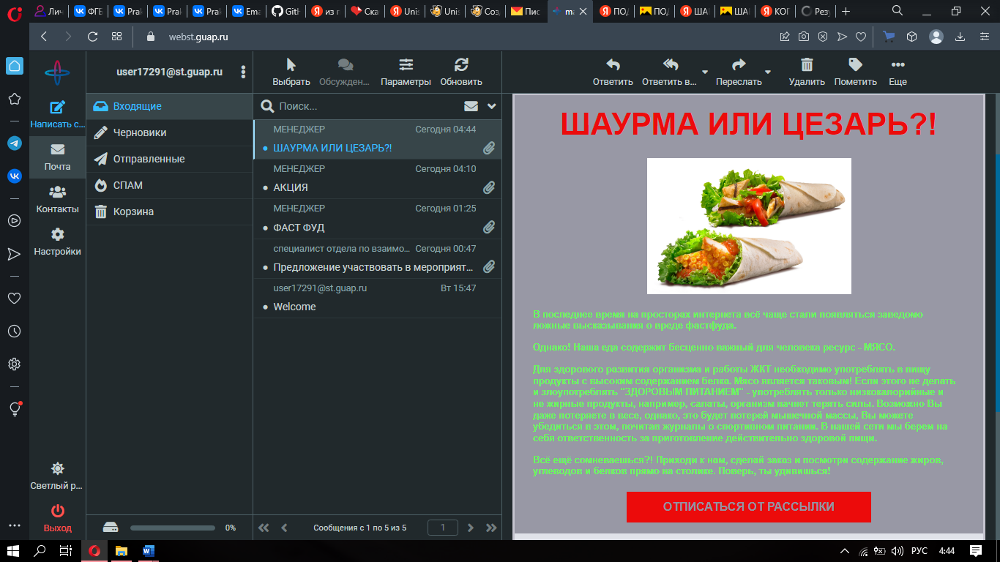 Лич
ФГБ
Prak
Prak
Prak
Ema
GitH
из г
Ска
Unis
Unis
Соз
Пис
ma
ПОД
ПОД
ША
ША
КОГ
Резу
webst.guap.ru
user17291@st.guap.ru
Выбрать
Обсужден...
Параметры
Обновить
Ответить
Ответить в...
Переслать
Удалить
Пометить
Еще
Написать с...
Почта
Контакты
Настройки
Светлый р...
Выход
Входящие
Черновики
Отправленные
СПАМ
Корзина
0%
Поиск...
МЕНЕДЖЕР Сегодня 04:44
ШАУРМА ИЛИ ЦЕЗАРЬ?!
МЕНЕДЖЕР Сегодня 04:10
АКЦИЯ
МЕНЕДЖЕР Сегодня 01:25
ФАСТ ФУД
специалист отдела по взаимо... Сегодня 00:47
Предложение участвовать в мероприят...
user17291@st.guap.ru Вт 15:47
Welcome
Сообщения с 1 по 5 из 5
1
ШАУРМА ИЛИ ЦЕЗАРЬ?!
В последнее время на просторах интернета всё чаще стали появляться заведомо
ложные высказывания о вреде фастфуда.
Однако! Наша еда содержит бесценно важный для человека ресурс - МЯСО.
Для здорового развития организма и работы ЖКТ необходимо употреблять в пищу
продукты с высоким содержанием белка. Мясо является таковым! Если этого не делать
и злоупотреблять "ЗДОРОВЫМ ПИТАНИЕМ" - употреблять только низкокалорийные и
не жирные продукты, например, салаты, организм начнет терять силы. Возможно Вы
даже потеряете в весе, однако, это будет потерей мышечной массы, Вы можете
убедиться в этом, почитав журналы о спортивном питании. В нашей сети мы берем на
себя ответственность за приготовление действительно здоровой пищи.
Всё ещё сомневаешься?! Приходи к нам, сделай заказ и посмотри содержание жиров,
углеводов и белков прямо на столике. Поверь, ты удивишься!
ОТПИСАТЬСЯ ОТ РАССЫЛКИ
РУС
4:44